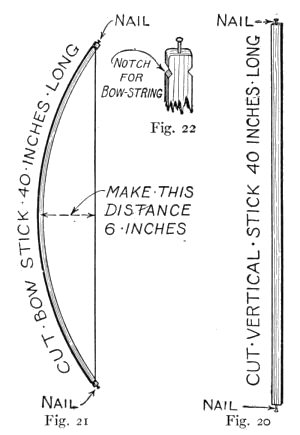 NAIL
NOTCH
FOR
BOW-STRING
Fig. 22
CUT·BOW STICK·40·INCHES·LONG
MAKE·THIS
DISTANCE
6·INCHES
NAIL
Fig. 21
NAIL
CUT·VERTICAL·STICK 40 INCHES·LONG
NAIL
Fig. 20